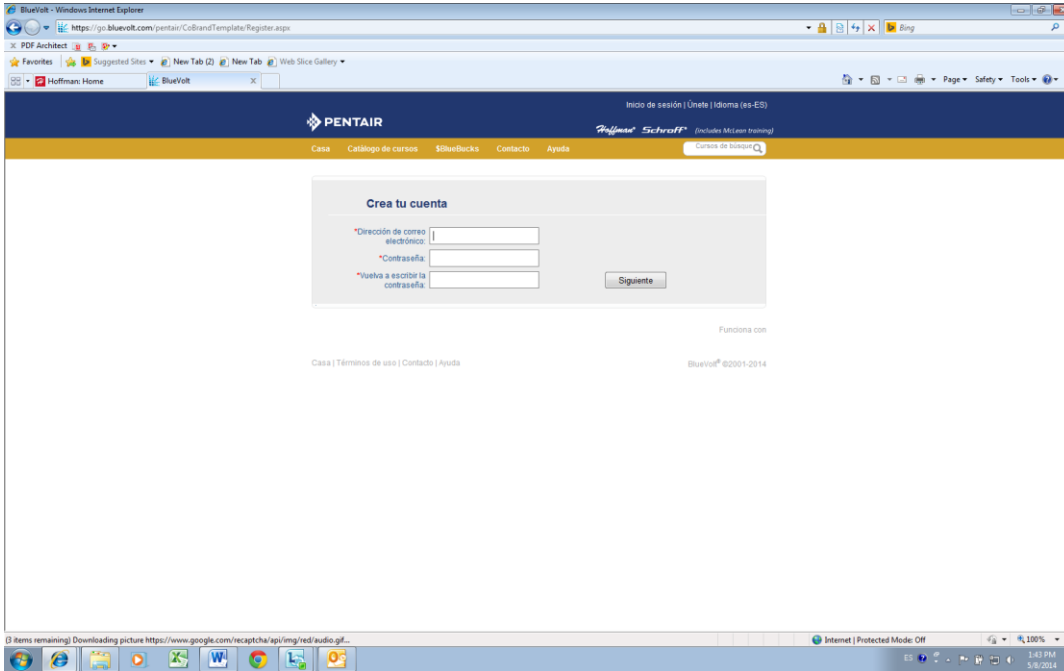 BlueVolt - Windows Internet Explorer
https://go.bluevolt.com/pentair/CoBrandTemplate/Register.aspx
Bing
X PDF Architect
Favorites Suggested Sites New Tab (2) New Tab Web Slice Gallery
Hoffman: Home BlueVolt X Page Safety Tools
Inicio de sesión | Únete | Idioma (es-ES)
PENTAIR
Hoffman Schroff (includes McLean training)
Casa Catálogo de cursos $BlueBucks Contacto Ayuda Cursos de búsque
Crea tu cuenta
*Dirección de correo
electrónico:
*Contraseña:
*Vuelva a escribir la
contraseña:
Siguiente
Funciona con
Casa | Términos de uso | Contacto | Ayuda BlueVolt® ©2001-2014
(3 items remaining) Downloading picture https://www.google.com/recaptcha/api/img/red/audio.gif... Internet | Protected Mode: Off 100%
ES 1:43 PM
5/8/2014